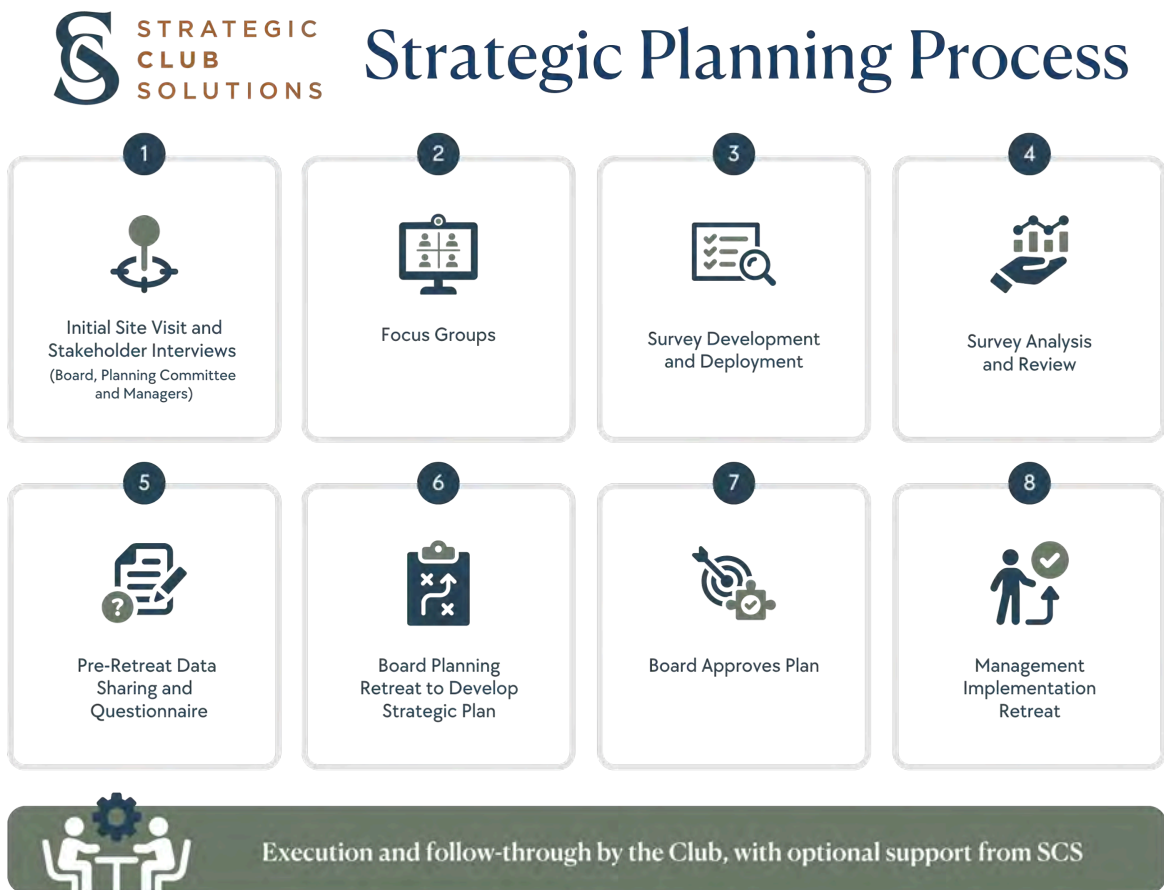 STRATEGIC
CLUB
SOLUTIONS
Strategic Planning Process
1
Initial Site Visit and
Stakeholder Interviews
(Board, Planning Committee
and Managers)
2
Focus Groups
3
Survey Development
and Deployment
4
Survey Analysis
and Review
5
?
Pre-Retreat Data
Sharing and
Questionnaire
6
Board Planning
Retreat to Develop
Strategic Plan
7
Board Approves Plan
8
Management
Implementation
Retreat
Execution and follow-through by the Club, with optional support from SCS